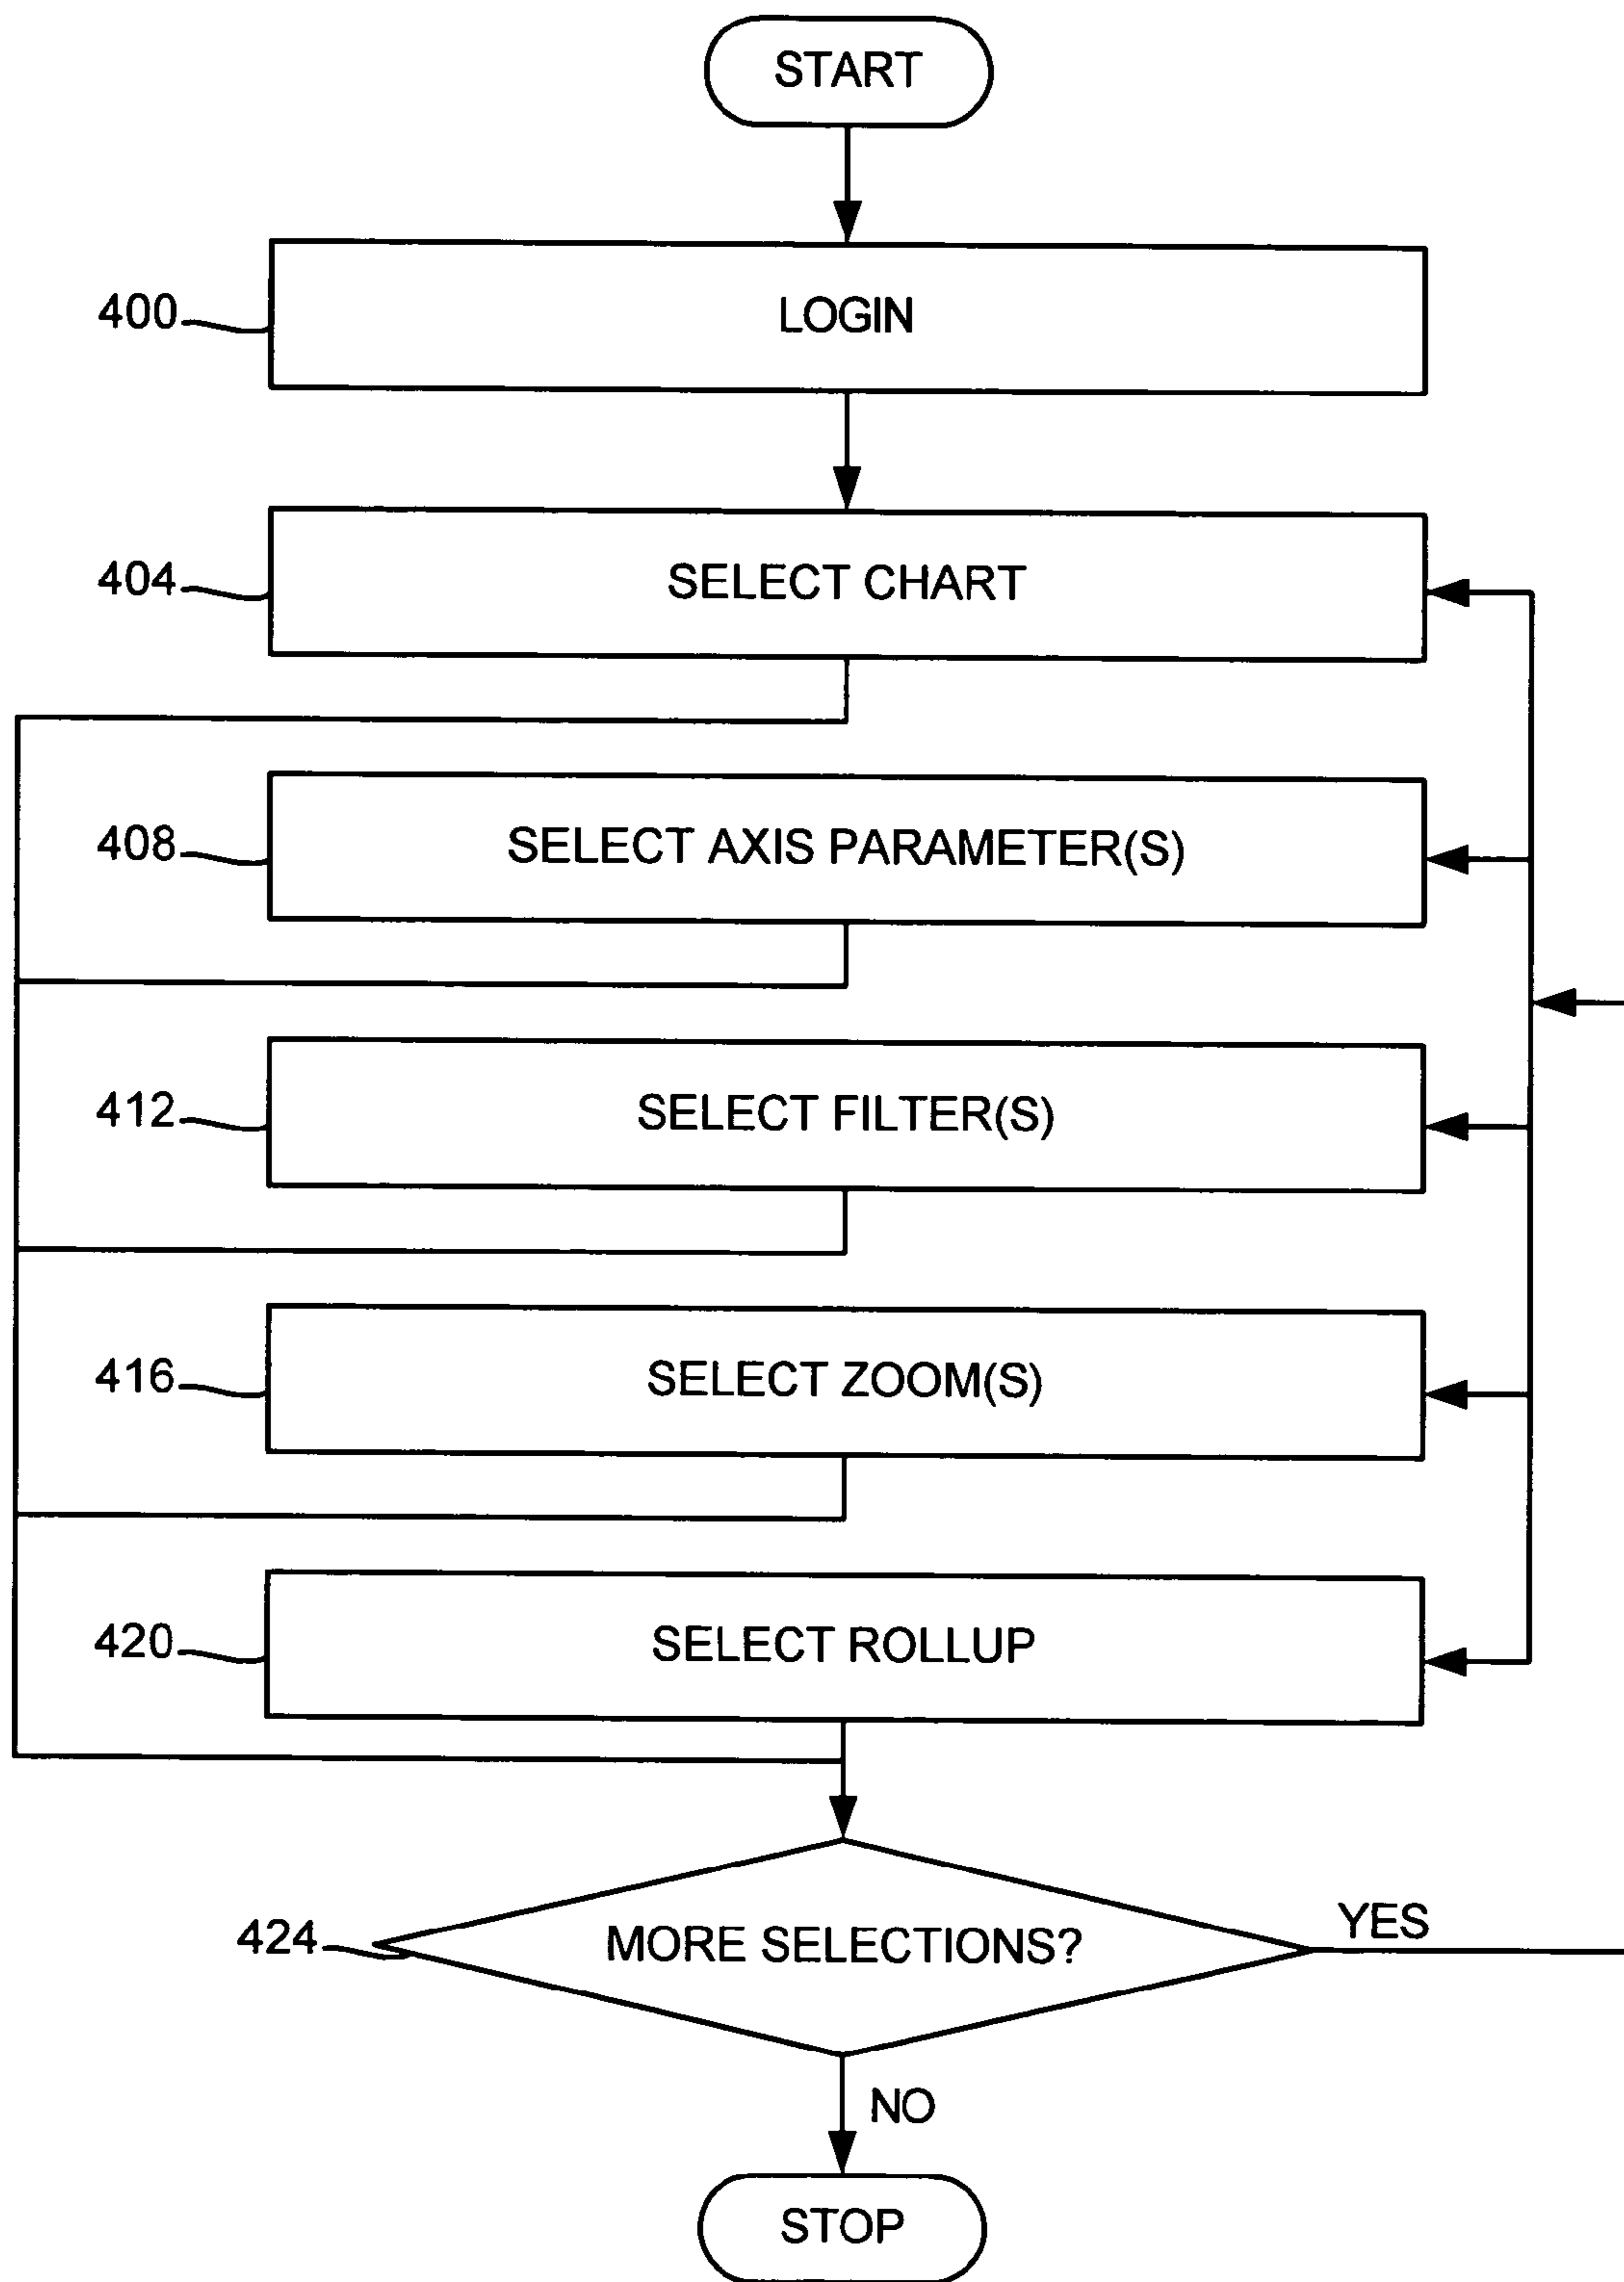 START
400
LOGIN
404
SELECT CHART
408
SELECT AXIS PARAMETER(S)
412
SELECT FILTER(S)
416
SELECT ZOOM(S)
420
SELECT ROLLUP
424
MORE SELECTIONS?
YES
NO
STOP